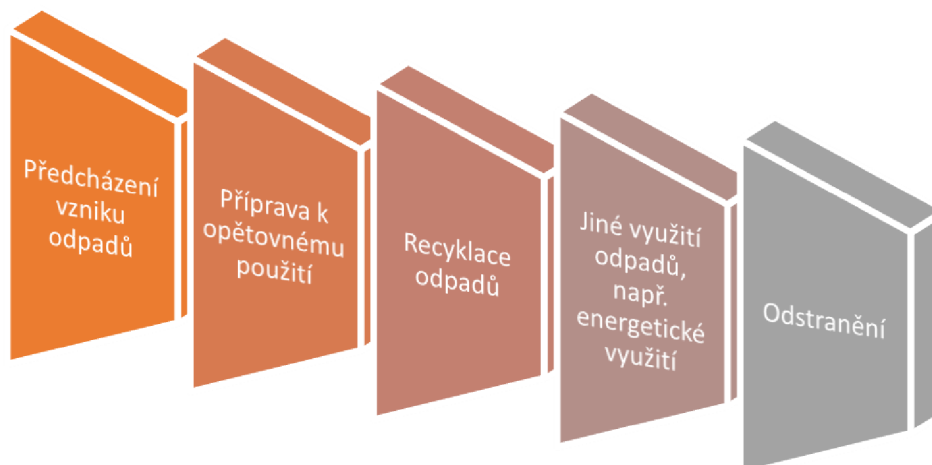 Předcházení
vzniku
odpadů
Příprava k
opětovnému
použití
Recyklace
odpadů
Jiné využití
odpadů,
např.
energetické
využití
Odstranění